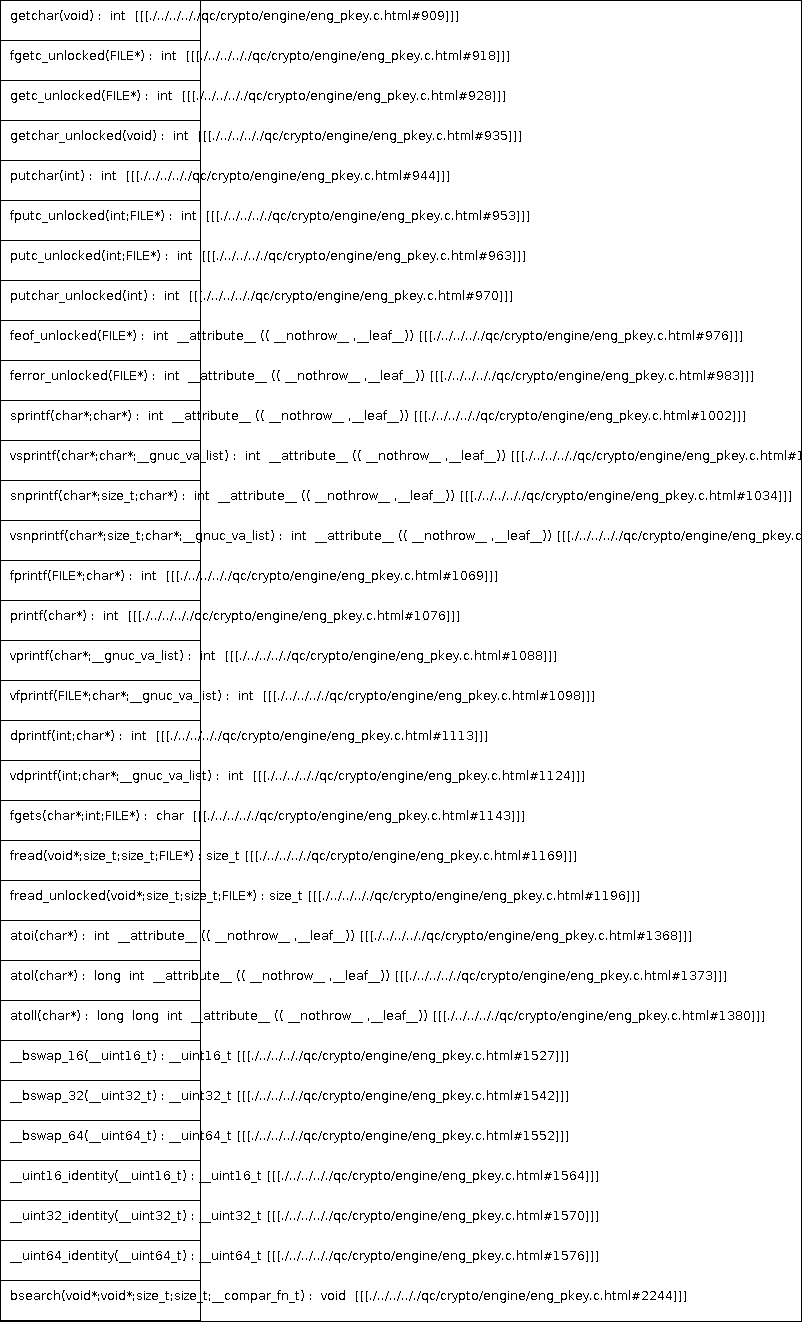 getchar(void) : int [[[./../../../qc/crypto/engine/eng_pkey.c.html#909]]]
fgetc_unlocked(FILE*) : int [[[./../../../qc/crypto/engine/eng_pkey.c.html#918]]]
getc_unlocked(FILE*) : int [[[./../../../qc/crypto/engine/eng_pkey.c.html#928]]]
getchar_unlocked(void) : int [[[./../../../qc/crypto/engine/eng_pkey.c.html#935]]]
putchar(int) : int [[[./../../../qc/crypto/engine/eng_pkey.c.html#944]]]
fputc_unlocked(int;FILE*) : int [[[./../../../qc/crypto/engine/eng_pkey.c.html#953]]]
putc_unlocked(int;FILE*) : int [[[./../../../qc/crypto/engine/eng_pkey.c.html#963]]]
putchar_unlocked(int) : int [[[./../../../qc/crypto/engine/eng_pkey.c.html#970]]]
feof_unlocked(FILE*) : int __attribute__ (( __nothrow__ ,__leaf__)) [[[./../../../qc/crypto/engine/eng_pkey.c.html#976]]]
ferror_unlocked(FILE*) : int __attribute__ (( __nothrow__ ,__leaf__)) [[[./../../../qc/crypto/engine/eng_pkey.c.html#983]]]
sprintf(char*;char*) : int __attribute__ (( __nothrow__ ,__leaf__)) [[[./../../../qc/crypto/engine/eng_pkey.c.html#1002]]]
vsprintf(char*;char*;__gnuc_va_list) : int __attribute__ (( __nothrow__ ,__leaf__)) [[[./../../../qc/crypto/engine/eng_pkey.c.html#1
snprintf(char*;size_t;char*) : int __attribute__ (( __nothrow__ ,__leaf__)) [[[./../../../qc/crypto/engine/eng_pkey.c.html#1034]]]
vsnprintf(char*;size_t;char*;__gnuc_va_list) : int __attribute__ (( __nothrow__ ,__leaf__)) [[[./../../../qc/crypto/engine/eng_pkey.c
fprintf(FILE*;char*) : int [[[./../../../qc/crypto/engine/eng_pkey.c.html#1069]]]
printf(char*) : int [[[./../../../qc/crypto/engine/eng_pkey.c.html#1076]]]
vprintf(char*;__gnuc_va_list) : int [[[./../../../qc/crypto/engine/eng_pkey.c.html#1088]]]
vfprintf(FILE*;char*;__gnuc_va_list) : int [[[./../../../qc/crypto/engine/eng_pkey.c.html#1098]]]
dprintf(int;char*) : int [[[./../../../qc/crypto/engine/eng_pkey.c.html#1113]]]
vdprintf(int;char*;__gnuc_va_list) : int [[[./../../../qc/crypto/engine/eng_pkey.c.html#1124]]]
fgets(char*;int;FILE*) : char [[[./../../../qc/crypto/engine/eng_pkey.c.html#1143]]]
fread(void*;size_t;size_t;FILE*) : size_t [[[./../../../qc/crypto/engine/eng_pkey.c.html#1169]]]
fread_unlocked(void*;size_t;size_t;FILE*) : size_t [[[./../../../qc/crypto/engine/eng_pkey.c.html#1196]]]
atoi(char*) : int __attribute__ (( __nothrow__ ,__leaf__)) [[[./../../../qc/crypto/engine/eng_pkey.c.html#1368]]]
atol(char*) : long int __attribute__ (( __nothrow__ ,__leaf__)) [[[./../../../qc/crypto/engine/eng_pkey.c.html#1373]]]
atoll(char*) : long long int __attribute__ (( __nothrow__ ,__leaf__)) [[[./../../../qc/crypto/engine/eng_pkey.c.html#1380]]]
__bswap_16(__uint16_t) : __uint16_t [[[./../../../qc/crypto/engine/eng_pkey.c.html#1527]]]
__bswap_32(__uint32_t) : __uint32_t [[[./../../../qc/crypto/engine/eng_pkey.c.html#1542]]]
__bswap_64(__uint64_t) : __uint64_t [[[./../../../qc/crypto/engine/eng_pkey.c.html#1552]]]
__uint16_identity(__uint16_t) : __uint16_t [[[./../../../qc/crypto/engine/eng_pkey.c.html#1564]]]
__uint32_identity(__uint32_t) : __uint32_t [[[./../../../qc/crypto/engine/eng_pkey.c.html#1570]]]
__uint64_identity(__uint64_t) : __uint64_t [[[./../../../qc/crypto/engine/eng_pkey.c.html#1576]]]
bsearch(void*;void*;size_t;size_t;__compar_fn_t) : void [[[./../../../qc/crypto/engine/eng_pkey.c.html#2244]]]